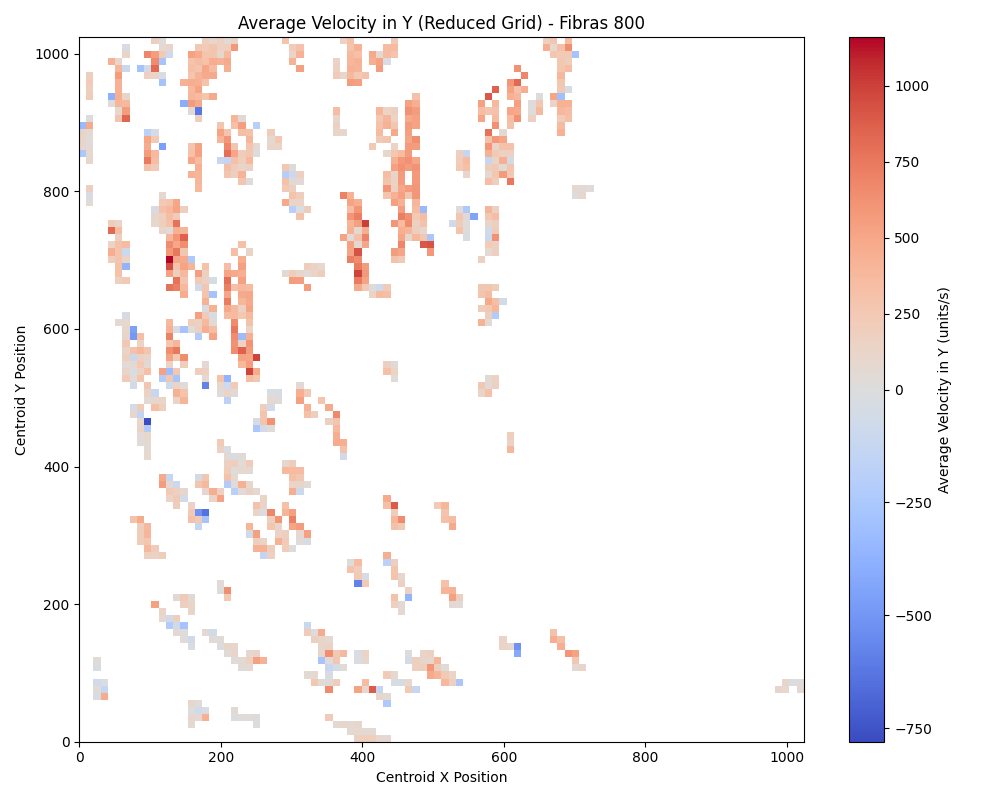 Average Velocity in Y (Reduced Grid) - Fibras 800
Centroid Y Position
1000
800
600
400
200
0
0 200 400 600 800 1000
Centroid X Position
1000
750
500
250
0
−250
−500
−750
Average Velocity in Y (units/s)